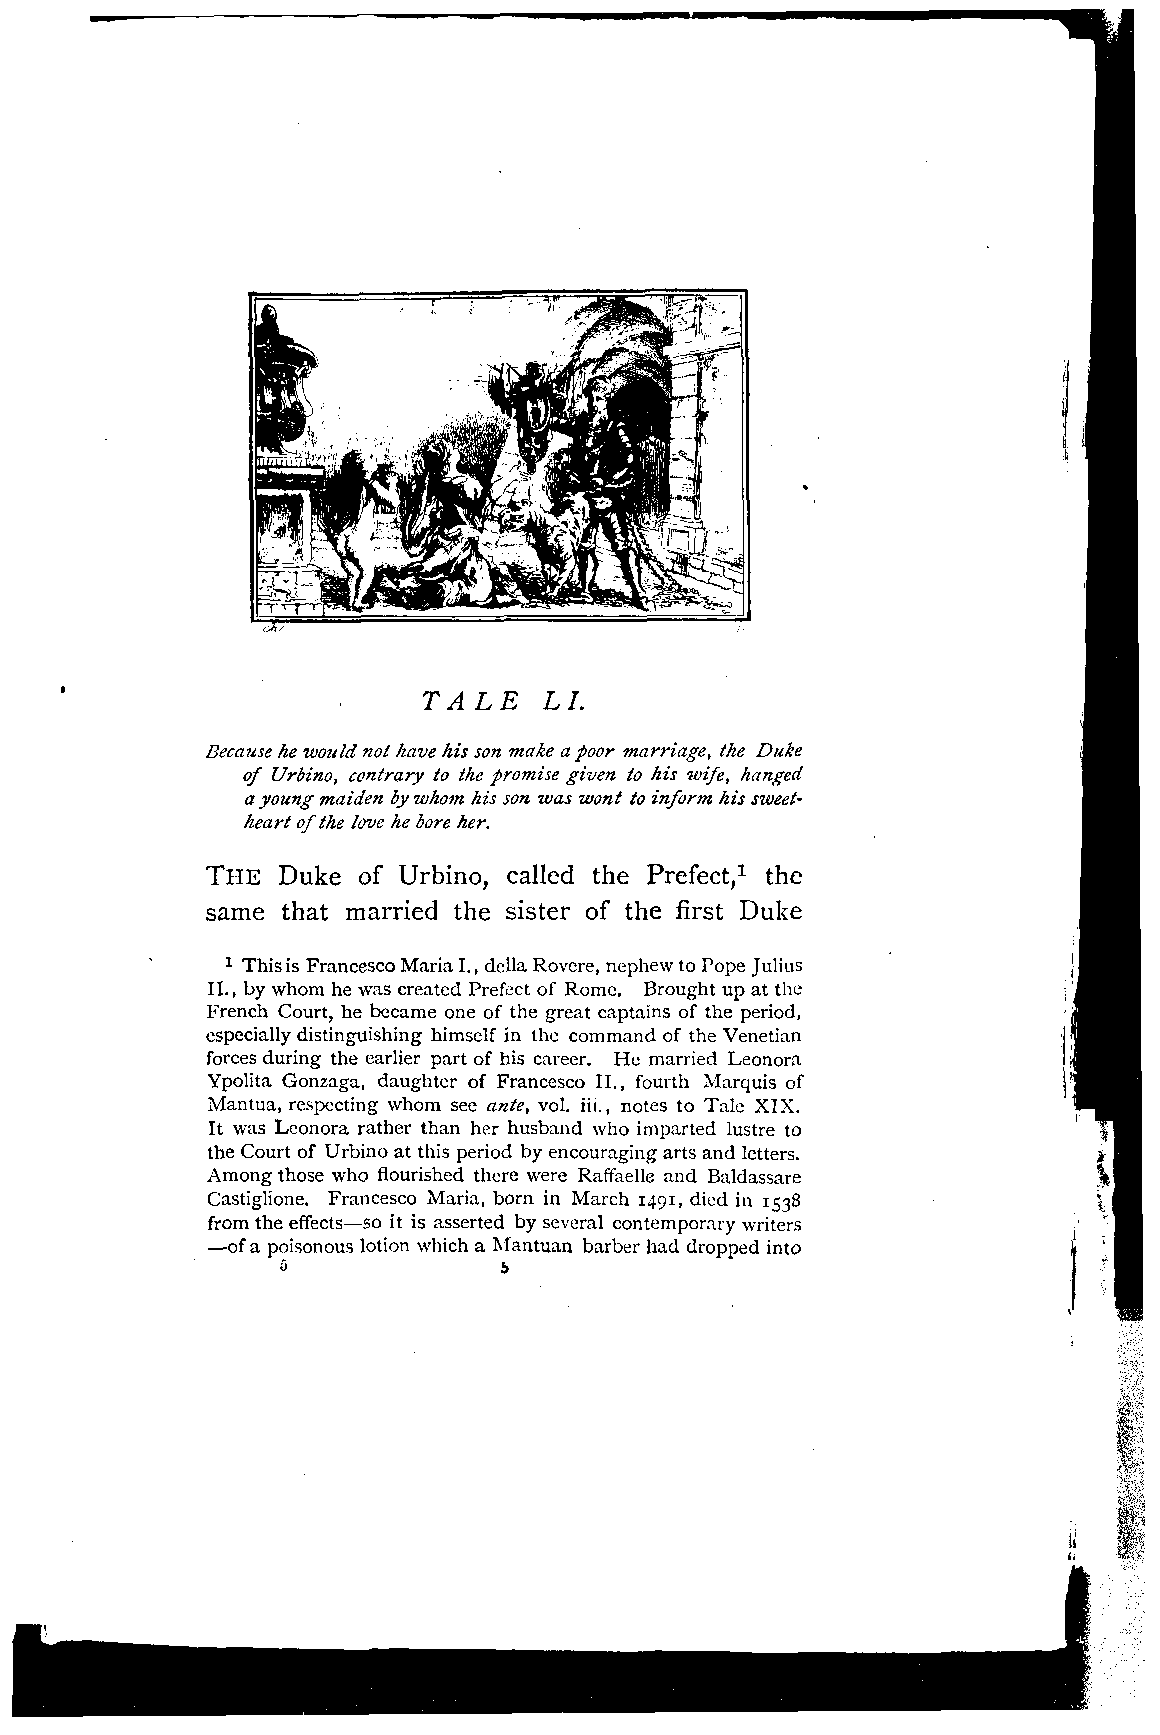 TALE LI.
Because he would not have his son make a poor marriage, the Duke
of Urbino, contrary to the promise given to his wife, hanged
a young maiden by whom his son was wont to inform his sweet-
heart of the love he bore her.
THE Duke of Urbino, called the Prefect,¹ the
same that married the sister of the first Duke
¹ This is Francesco Maria I., della Rovere, nephew to Pope Julius
II., by whom he was created Prefect of Rome. Brought up at the
French Court, he became one of the great captains of the period,
especially distinguishing himself in the command of the Venetian
forces during the earlier part of his career. He married Leonora
Ypolita Gonzaga, daughter of Francesco II., fourth Marquis of
Mantua, respecting whom see ante, vol. iii., notes to Tale XIX.
It was Leonora rather than her husband who imparted lustre to
the Court of Urbino at this period by encouraging arts and letters.
Among those who flourished there were Raffaelle and Baldassare
Castiglione. Francesco Maria, born in March 1491, died in 1538
from the effects—so it is asserted by several contemporary writers
—of a poisonous lotion which a Mantuan barber had dropped into